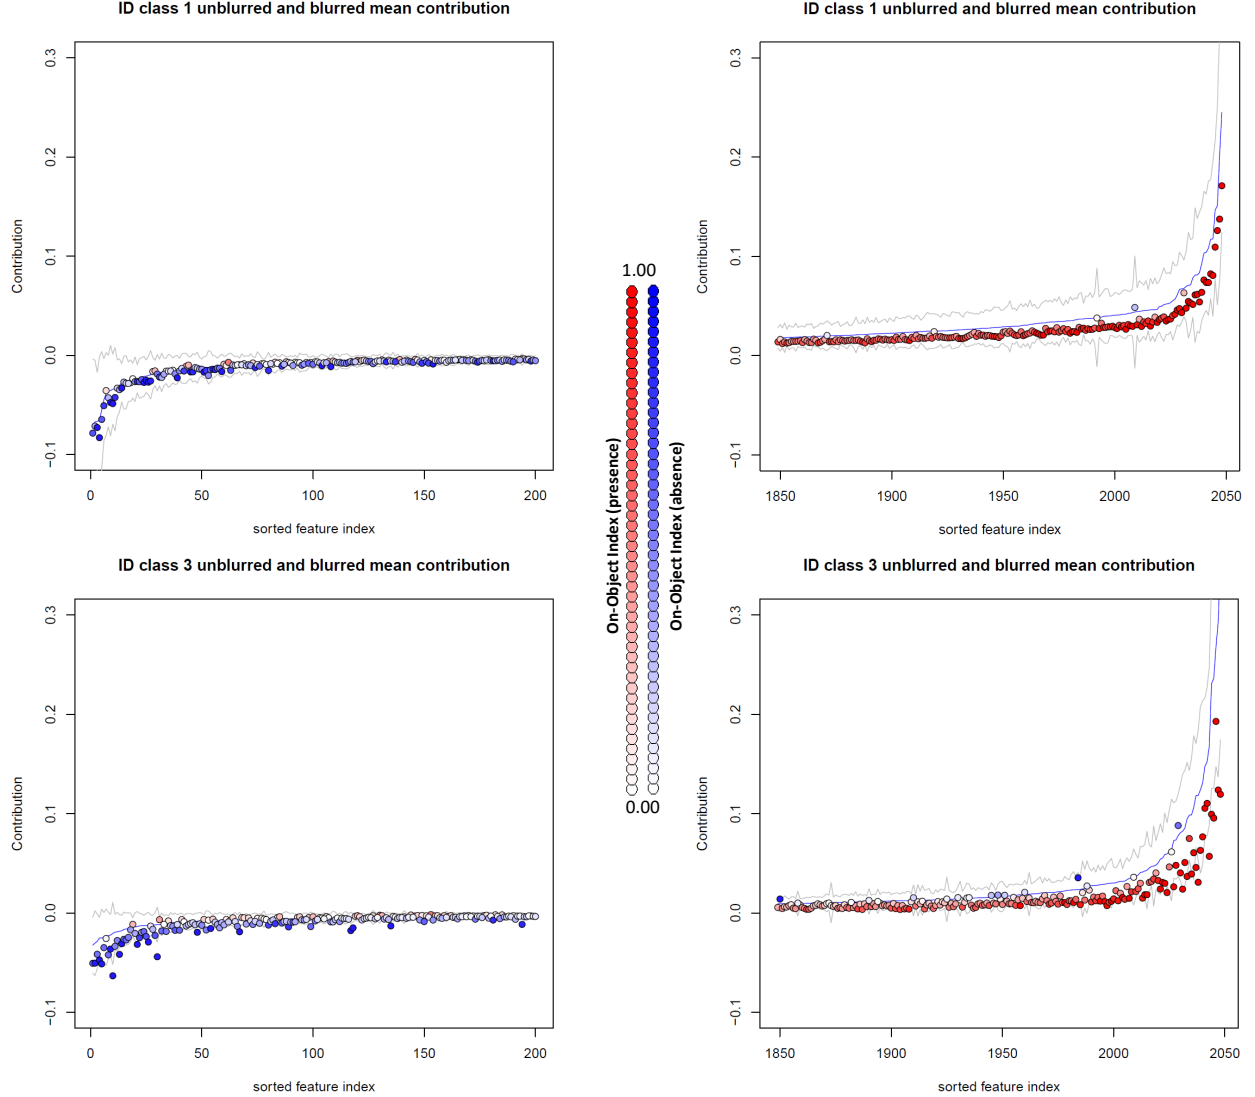 ID class 1 unblurred and blurred mean contribution
Contribution
0.3
0.2
0.1
0.0
−0.1
0 50 100 150 200
sorted feature index
ID class 1 unblurred and blurred mean contribution
Contribution
0.3
0.2
0.1
0.0
−0.1
1850 1900 1950 2000 2050
sorted feature index
1.00
On-Object Index (presence)
On-Object Index (absence)
0.00
ID class 3 unblurred and blurred mean contribution
Contribution
0.3
0.2
0.1
0.0
−0.1
0 50 100 150 200
sorted feature index
ID class 3 unblurred and blurred mean contribution
Contribution
0.3
0.2
0.1
0.0
−0.1
1850 1900 1950 2000 2050
sorted feature index